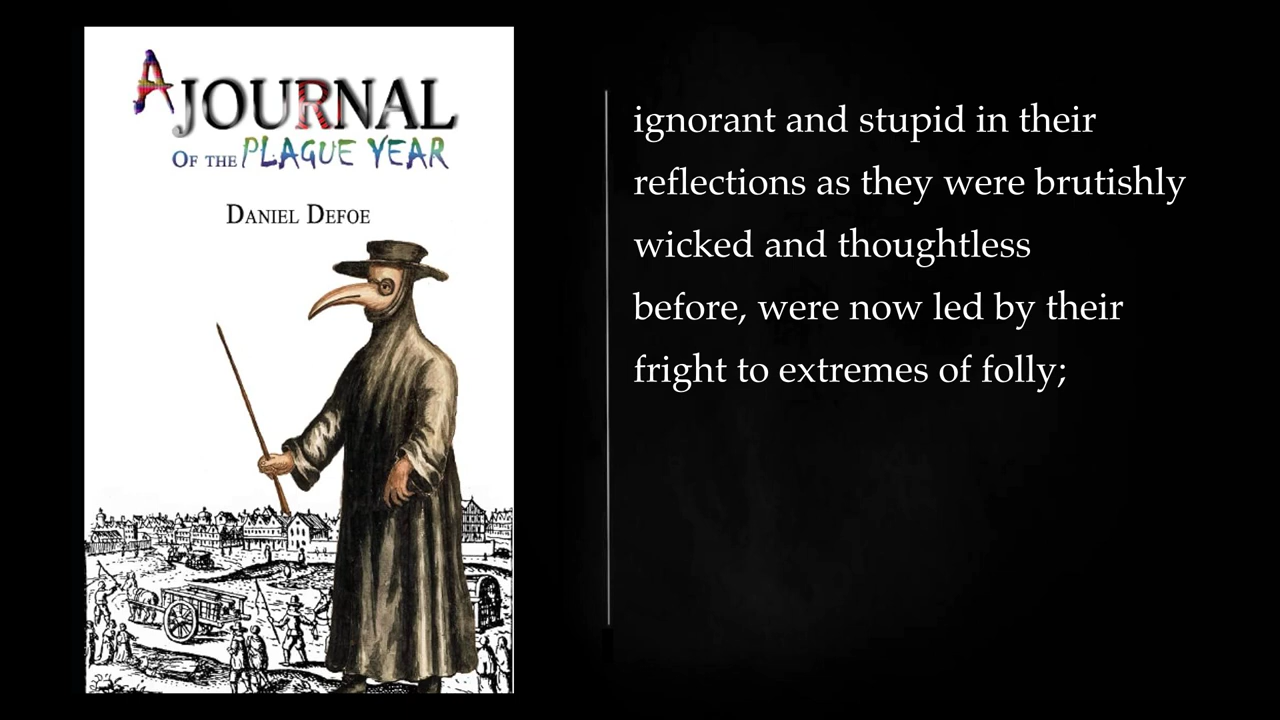 A JOURNAL
OF THE PLAGUE YEAR
DANIEL DEFOE
ignorant and stupid in their
reflections as they were brutishly
wicked and thoughtless
before, were now led by their
fright to extremes of folly;